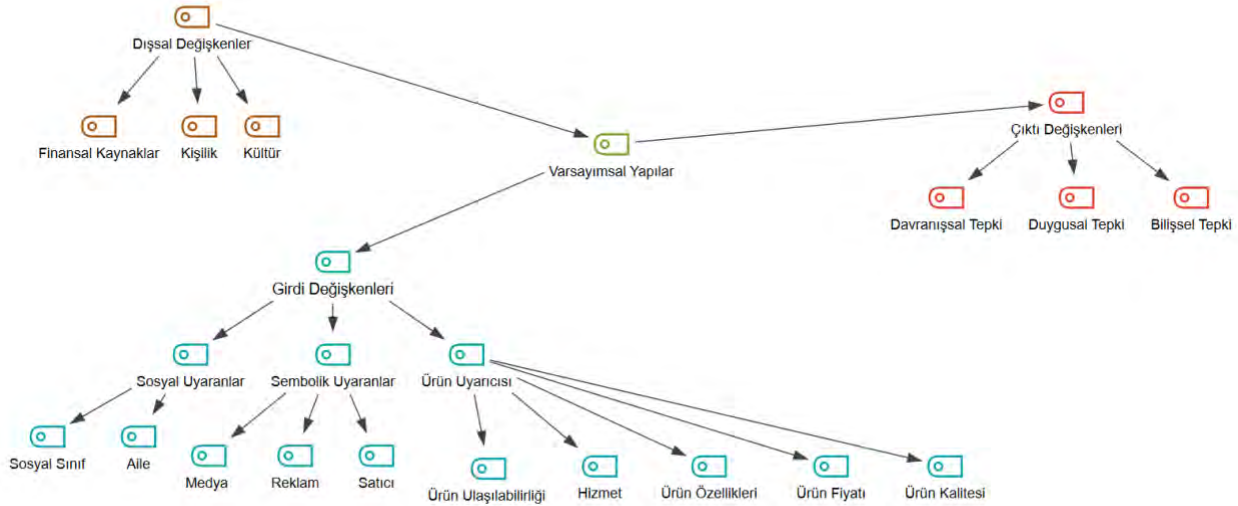 Dışsal Değişkenler
Finansal Kaynaklar
Kişilik
Kültür
Varsayımsal Yapılar
Çıktı Değişkenleri
Davranışsal Tepki
Duygusal Tepki
Bilişsel Tepki
Girdi Değişkenleri
Sosyal Uyaranlar
Sembolik Uyaranlar
Ürün Uyarıcısı
Sosyal Sınıf
Aile
Medya
Reklam
Satıcı
Ürün Ulaşılabilirliği
Hizmet
Ürün Özellikleri
Ürün Fiyatı
Ürün Kalitesi